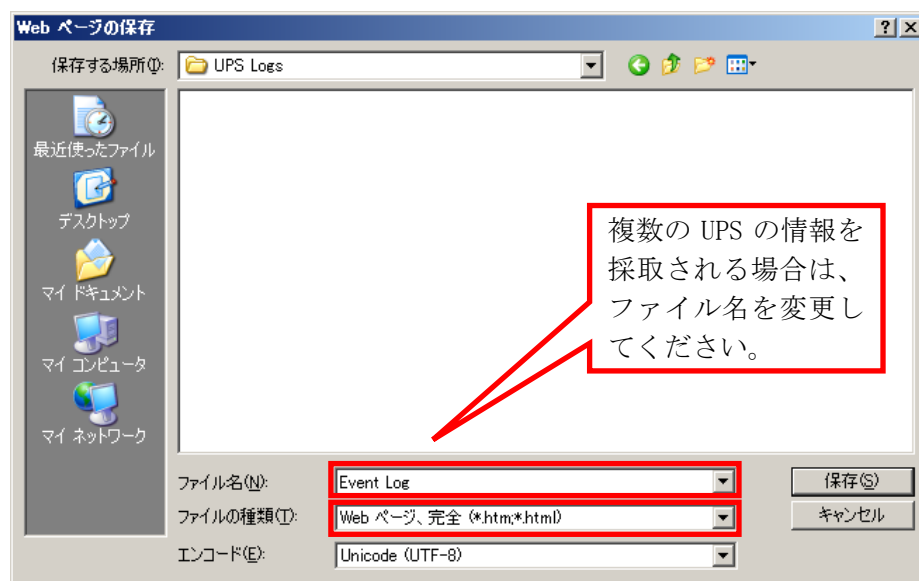 Web ページの保存
保存する場所(I):
UPS Logs
最近使ったファイル
デスクトップ
マイ ドキュメント
マイ コンピュータ
マイ ネットワーク
複数の UPS の情報を
採取される場合は、
ファイル名を変更し
てください。
ファイル名(N):
Event Log
保存(S)
ファイルの種類(T):
Web ページ、完全 (*.htm;*.html)
キャンセル
エンコード(E):
Unicode (UTF-8)